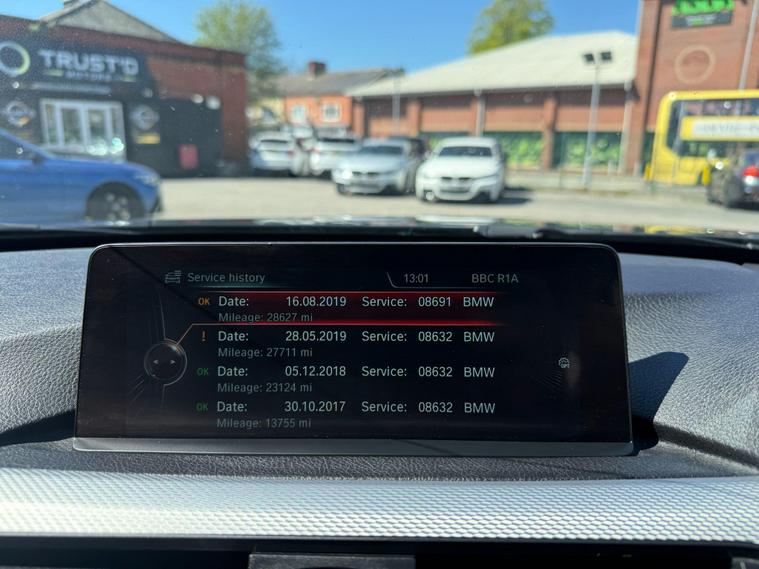 TRUST'D
MOTORS
Service history 13:01 BBC R1A
OK Date: 16.08.2019 Service: 08691 BMW
Mileage: 28627 mi
! Date: 28.05.2019 Service: 08632 BMW
Mileage: 27711 mi
OK Date: 05.12.2018 Service: 08632 BMW
Mileage: 23124 mi
OK Date: 30.10.2017 Service: 08632 BMW
Mileage: 13755 mi